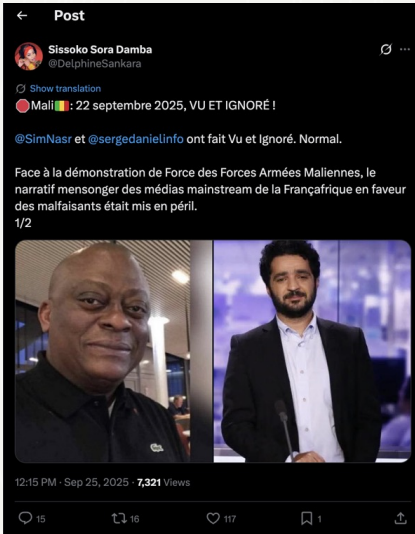 Post
Sissoko Sora Damba
@DelphineSankara
Show translation
🛑Mali🇲🇱: 22 septembre 2025, VU ET IGNORÉ !
@SimNasr et @sergedanielinfo ont fait Vu et Ignoré. Normal.
Face à la démonstration de Force des Forces Armées Maliennes, le
narratif mensonger des médias mainstream de la Françafrique en faveur
des malfaisants était mis en péril.
1/2
12:15 PM · Sep 25, 2025 · 7,321 Views
15 16 117 1